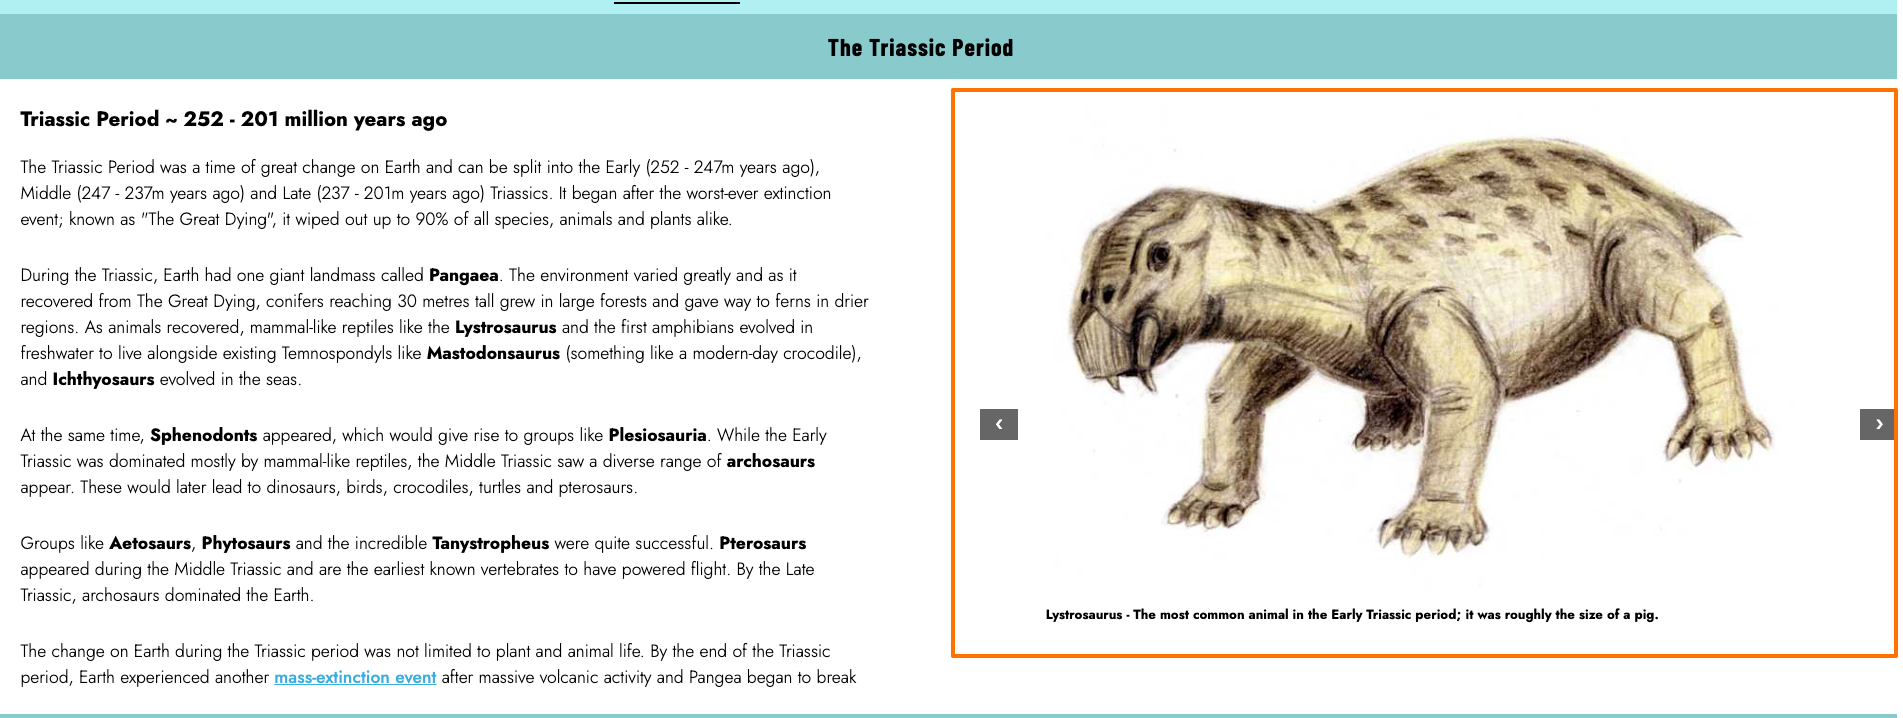 The Triassic Period
Triassic Period ~ 252 - 201 million years ago
The Triassic Period was a time of great change on Earth and can be split into the Early (252 - 247m years ago),
Middle (247 - 237m years ago) and Late (237 - 201m years ago) Triassics. It began after the worst-ever extinction
event; known as "The Great Dying", it wiped out up to 90% of all species, animals and plants alike.
During the Triassic, Earth had one giant landmass called Pangaea. The environment varied greatly and as it
recovered from The Great Dying, conifers reaching 30 metres tall grew in large forests and gave way to ferns in drier
regions. As animals recovered, mammal-like reptiles like the Lystrosaurus and the first amphibians evolved in
freshwater to live alongside existing Temnospondyls like Mastodonsaurus (something like a modern-day crocodile),
and Ichthyosaurs evolved in the seas.
At the same time, Sphenodonts appeared, which would give rise to groups like Plesiosauria. While the Early
Triassic was dominated mostly by mammal-like reptiles, the Middle Triassic saw a diverse range of archosaurs
appear. These would later lead to dinosaurs, birds, crocodiles, turtles and pterosaurs.
Groups like Aetosaurs, Phytosaurs and the incredible Tanystropheus were quite successful. Pterosaurs
appeared during the Middle Triassic and are the earliest known vertebrates to have powered flight. By the Late
Triassic, archosaurs dominated the Earth.
The change on Earth during the Triassic period was not limited to plant and animal life. By the end of the Triassic
period, Earth experienced another mass-extinction event after massive volcanic activity and Pangea began to break
‹
›
Lystrosaurus - The most common animal in the Early Triassic period; it was roughly the size of a pig.